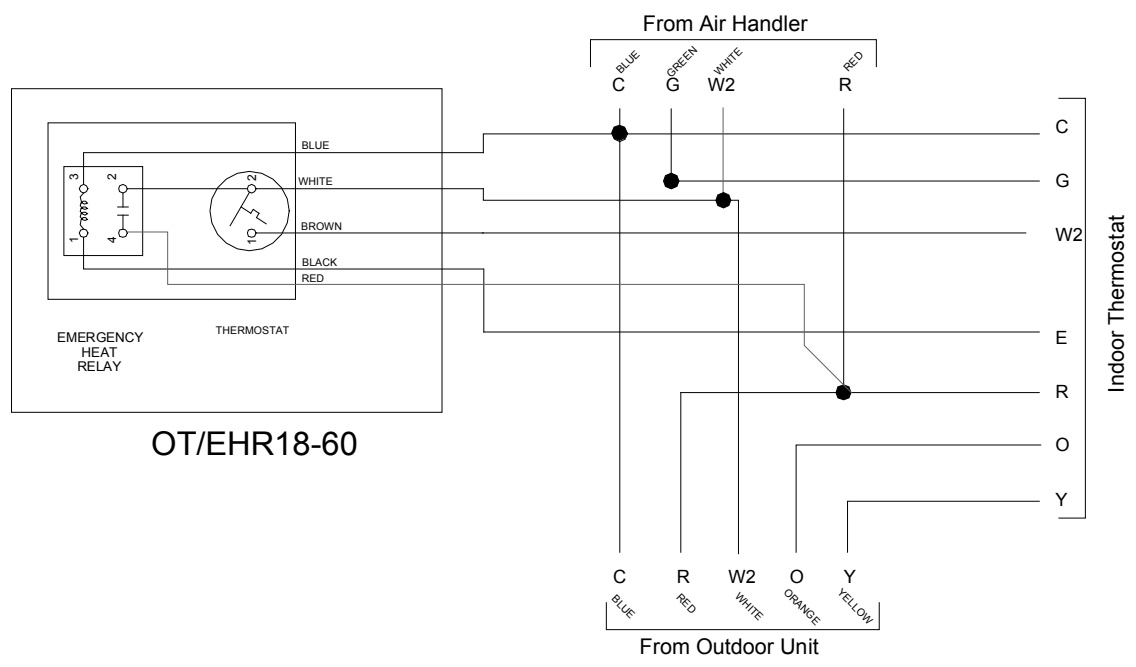 From Air Handler
BLUE GREEN WHITE RED
C G W2 R
BLUE
WHITE
BROWN
BLACK
RED
3 2
1 4
2
1
EMERGENCY
HEAT
RELAY
THERMOSTAT
OT/EHR18-60
C
G
W2
E
R
O
Y
Indoor Thermostat
C R W2 O Y
BLUE RED WHITE ORANGE YELLOW
From Outdoor Unit